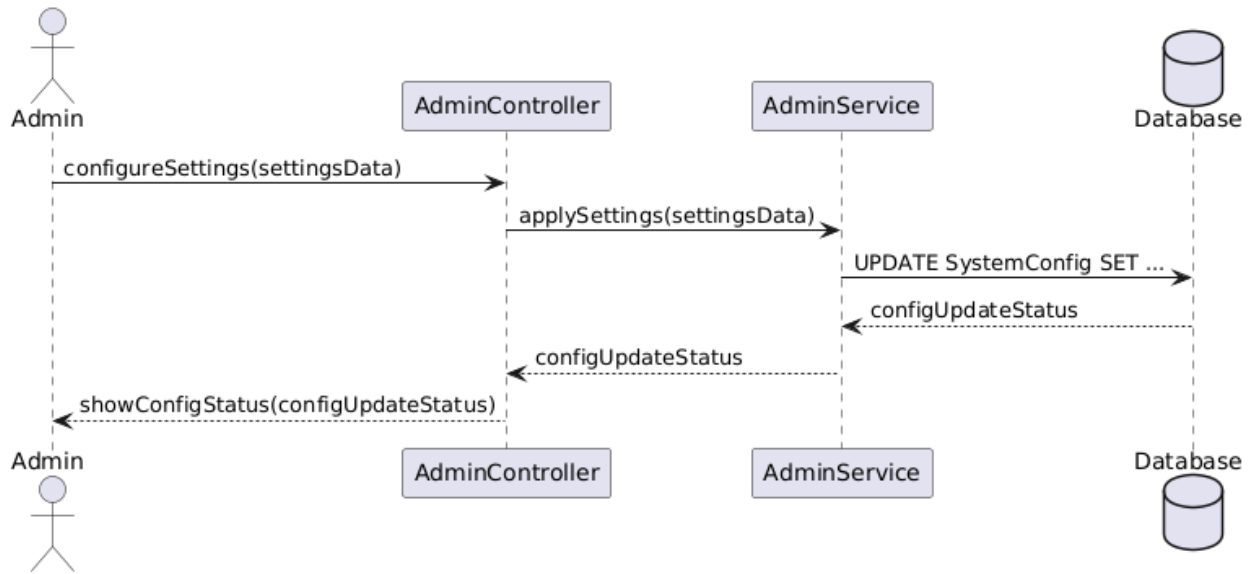 Admin
AdminController
AdminService
Database
configureSettings(settingsData)
applySettings(settingsData)
UPDATE SystemConfig SET ...
configUpdateStatus
configUpdateStatus
showConfigStatus(configUpdateStatus)
Admin
AdminController
AdminService
Database